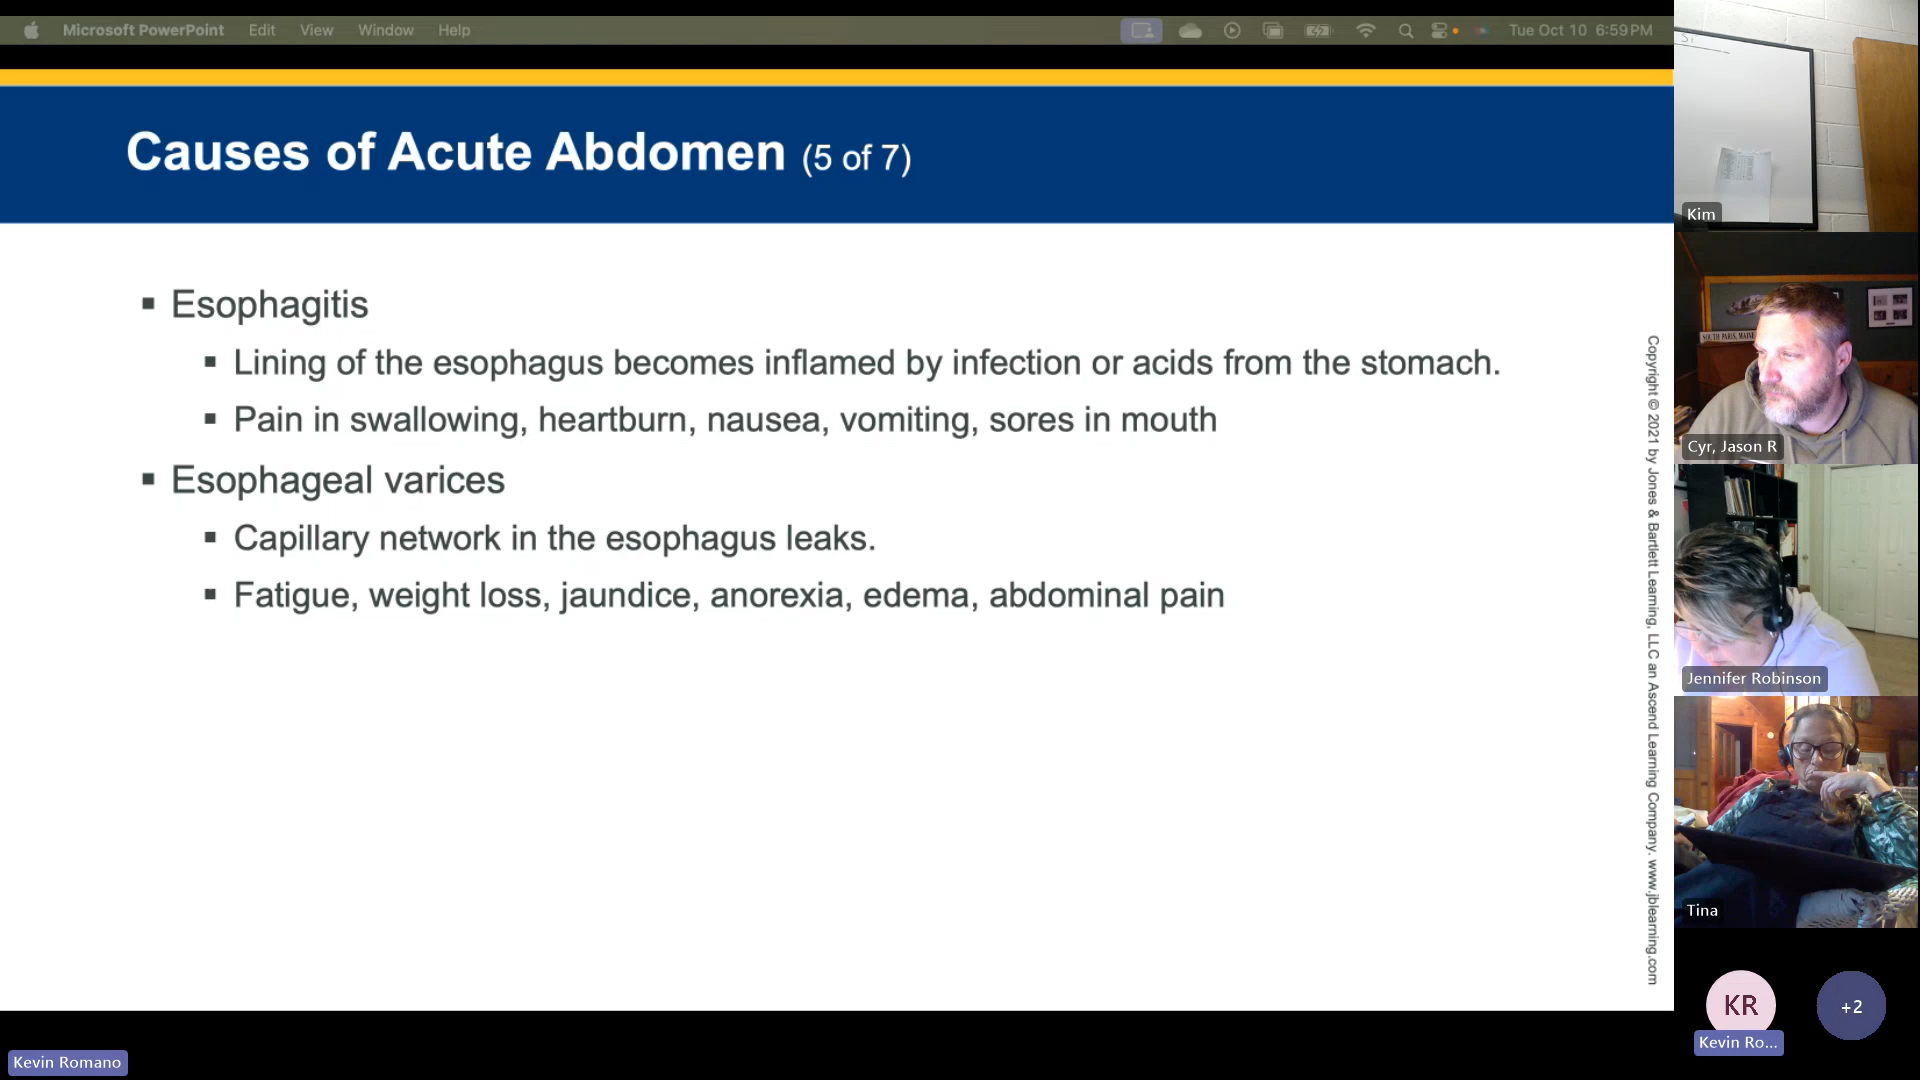 Microsoft PowerPoint Edit View Window Help Tue Oct 10 6:59 PM
Causes of Acute Abdomen (5 of 7)
▪ Esophagitis
▪ Lining of the esophagus becomes inflamed by infection or acids from the stomach.
▪ Pain in swallowing, heartburn, nausea, vomiting, sores in mouth
▪ Esophageal varices
▪ Capillary network in the esophagus leaks.
▪ Fatigue, weight loss, jaundice, anorexia, edema, abdominal pain
Copyright © 2021 by Jones & Bartlett Learning, LLC an Ascend Learning Company. www.jblearning.com
Kim
SOUTH PARIS, MAINE
Cyr, Jason R
Jennifer Robinson
Tina
KR
+2
Kevin Ro...
Kevin Romano